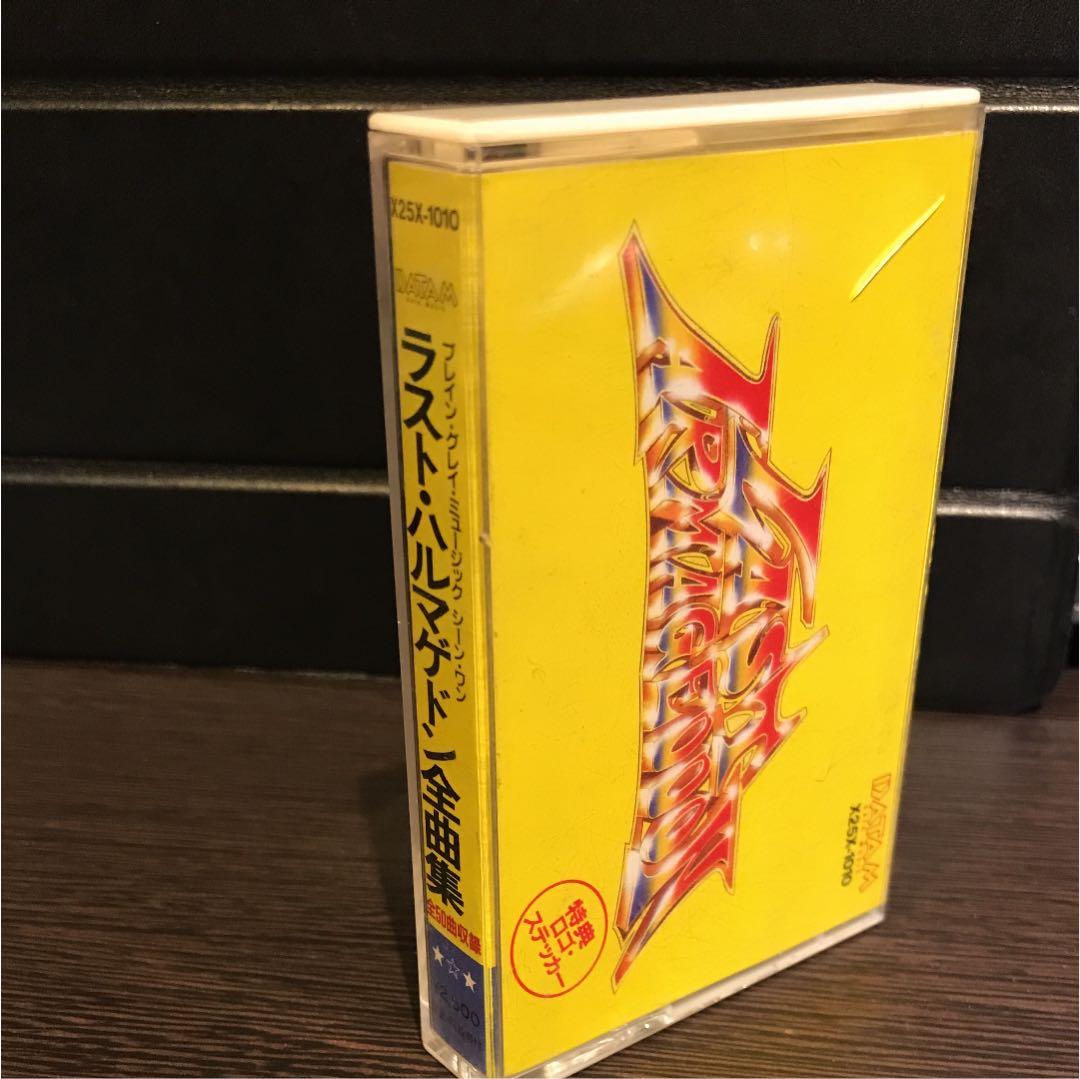 X25X-1010
DATAM
ブレイン・グレイ・ミュージック シーン・ワン
ラスト・ハルマゲドン全曲集
全50曲収録
¥2,500
LAST
ARMAGEDDON
特典・
ロゴ・
ステッカー
DATAM
X25X-1010